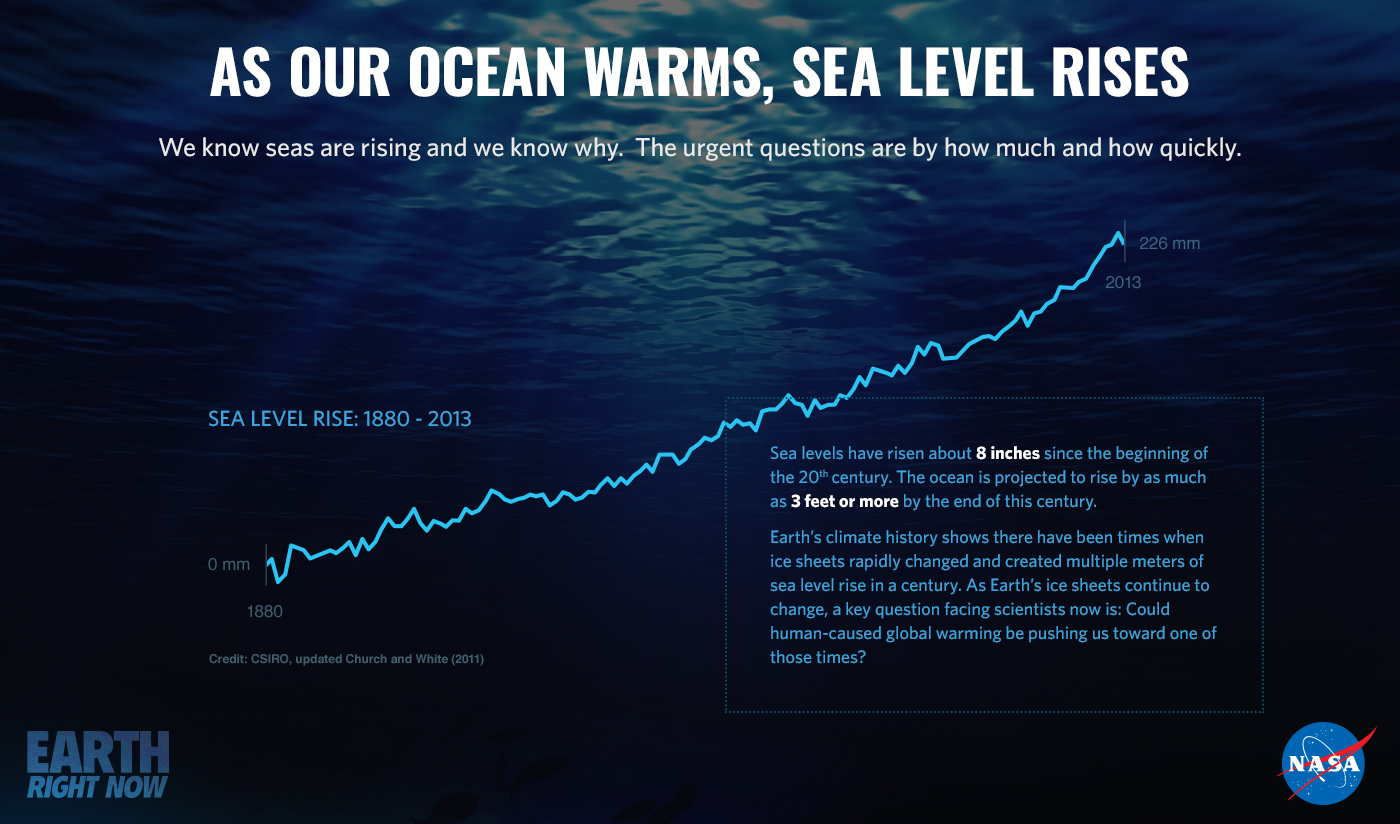 AS OUR OCEAN WARMS, SEA LEVEL RISES
We know seas are rising and we know why. The urgent questions are by how much and how quickly.
226 mm
2013
SEA LEVEL RISE: 1880 - 2013
0 mm
1880
Credit: CSIRO, updated Church and White (2011)
Sea levels have risen about 8 inches since the beginning of
the 20th century. The ocean is projected to rise by as much
as 3 feet or more by the end of this century.
Earth’s climate history shows there have been times when
ice sheets rapidly changed and created multiple meters of
sea level rise in a century. As Earth’s ice sheets continue to
change, a key question facing scientists now is: Could
human-caused global warming be pushing us toward one of
those times?
EARTH
RIGHT NOW
NASA